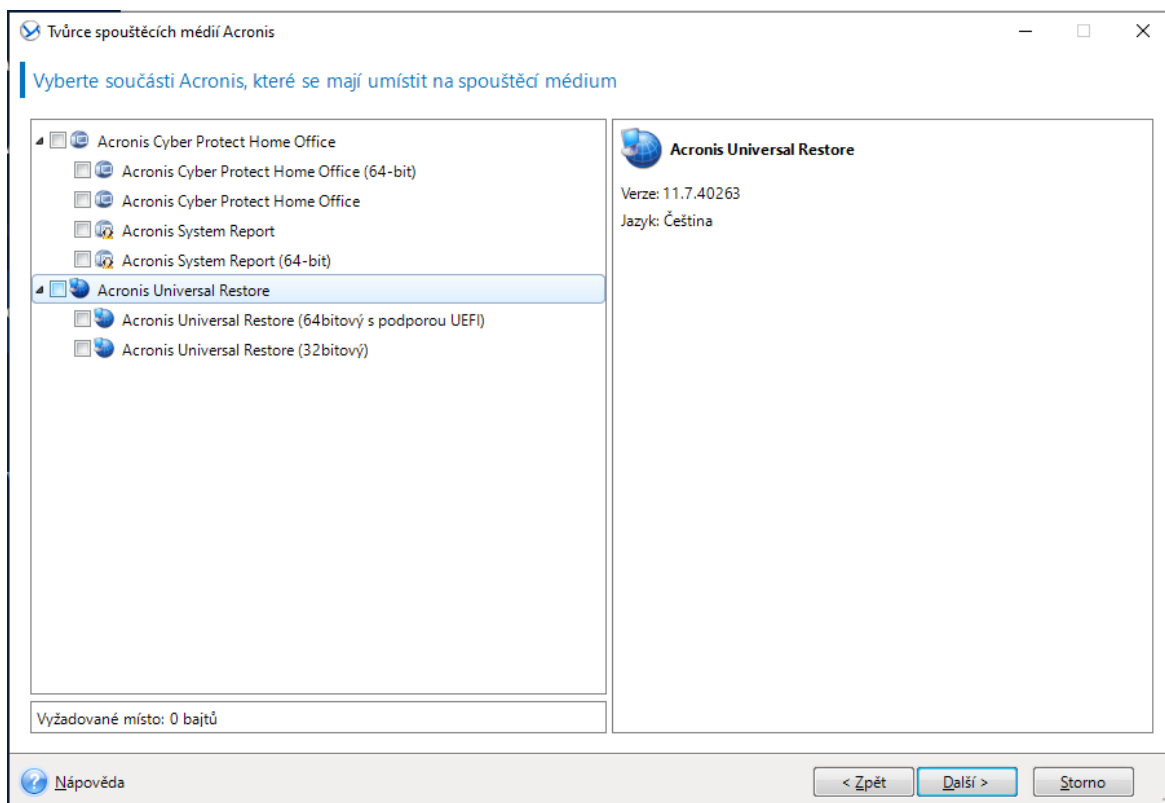 Tvůrce spouštěcích médií Acronis
Vyberte součásti Acronis, které se mají umístit na spouštěcí médium
Acronis Cyber Protect Home Office
Acronis Cyber Protect Home Office (64-bit)
Acronis Cyber Protect Home Office
Acronis System Report
Acronis System Report (64-bit)
Acronis Universal Restore
Acronis Universal Restore (64bitový s podporou UEFI)
Acronis Universal Restore (32bitový)
Vyžadované místo: 0 bajtů
Acronis Universal Restore
Verze: 11.7.40263
Jazyk: Čeština
Nápověda
< Zpět
Další >
Storno